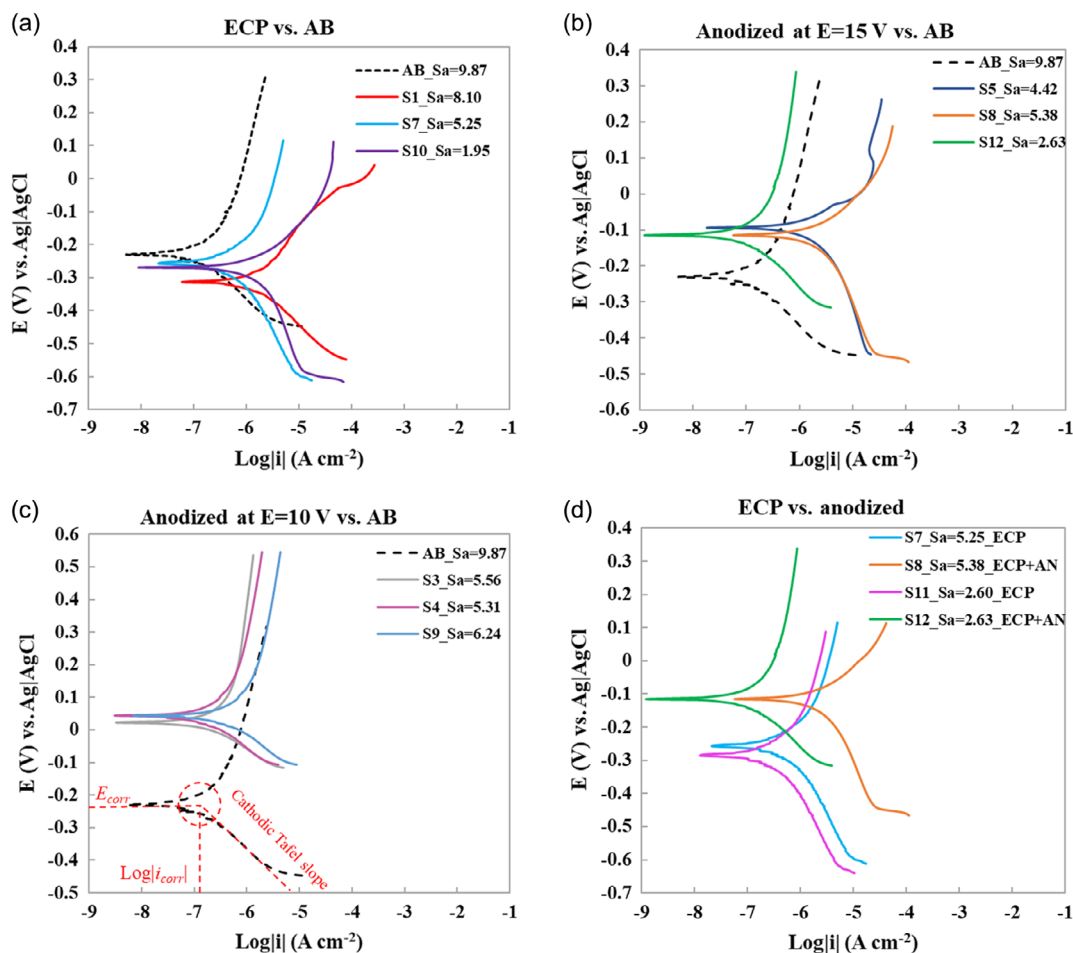 (a)
ECP vs. AB
AB_Sa=9.87
S1_Sa=8.10
S7_Sa=5.25
S10_Sa=1.95
0.4
0.3
0.2
0.1
0
-0.1
-0.2
-0.3
-0.4
-0.5
-0.6
-0.7
E (V) vs. Ag|AgCl
-9 -8 -7 -6 -5 -4 -3 -2 -1
Log|i| (A cm-2)
(b)
Anodized at E=15 V vs. AB
AB_Sa=9.87
S5_Sa=4.42
S8_Sa=5.38
S12_Sa=2.63
0.4
0.3
0.2
0.1
0
-0.1
-0.2
-0.3
-0.4
-0.5
-0.6
E (V) vs. Ag|AgCl
-9 -8 -7 -6 -5 -4 -3 -2 -1
Log|i| (A cm-2)
(c)
Anodized at E=10 V vs. AB
AB_Sa=9.87
S3_Sa=5.56
S4_Sa=5.31
S9_Sa=6.24
0.6
0.5
0.4
0.3
0.2
0.1
0
-0.1
-0.2
-0.3
-0.4
-0.5
E (V) vs. Ag|AgCl
Ecorr
Cathodic Tafel slope
Log|icorr|
-9 -8 -7 -6 -5 -4 -3 -2 -1
Log|i| (A cm-2)
(d)
ECP vs. anodized
S7_Sa=5.25_ECP
S8_Sa=5.38_ECP+AN
S11_Sa=2.60_ECP
S12_Sa=2.63_ECP+AN
0.4
0.3
0.2
0.1
0
-0.1
-0.2
-0.3
-0.4
-0.5
-0.6
-0.7
E (V) vs. Ag|AgCl
-9 -8 -7 -6 -5 -4 -3 -2 -1
Log|i| (A cm-2)